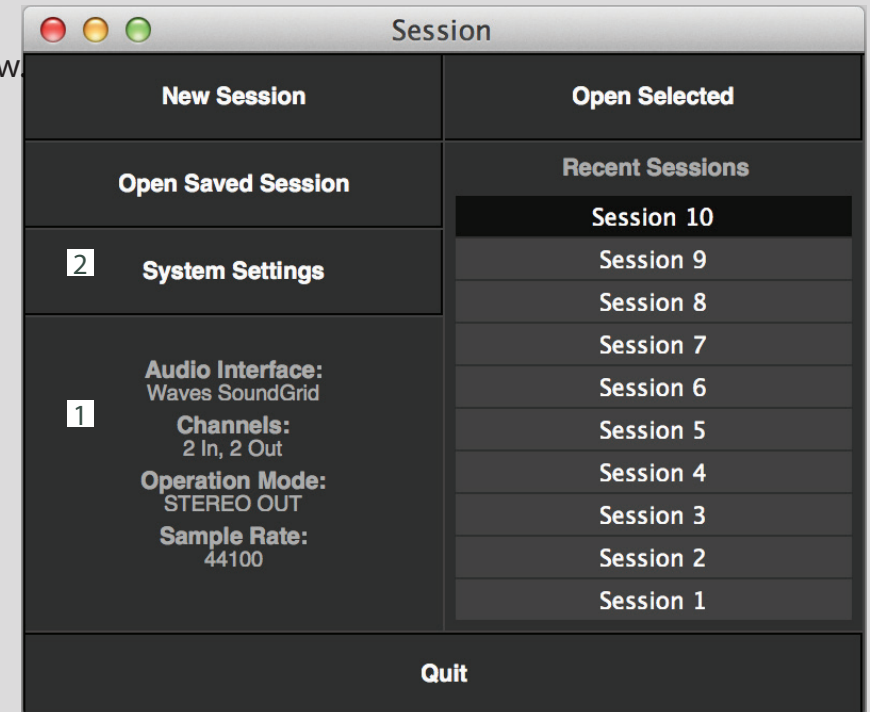 Session
w.
New Session
Open Saved Session
2
System Settings
1
Audio Interface:
Waves SoundGrid
Channels:
2 In, 2 Out
Operation Mode:
STEREO OUT
Sample Rate:
44100
Open Selected
Recent Sessions
Session 10
Session 9
Session 8
Session 7
Session 6
Session 5
Session 4
Session 3
Session 2
Session 1
Quit